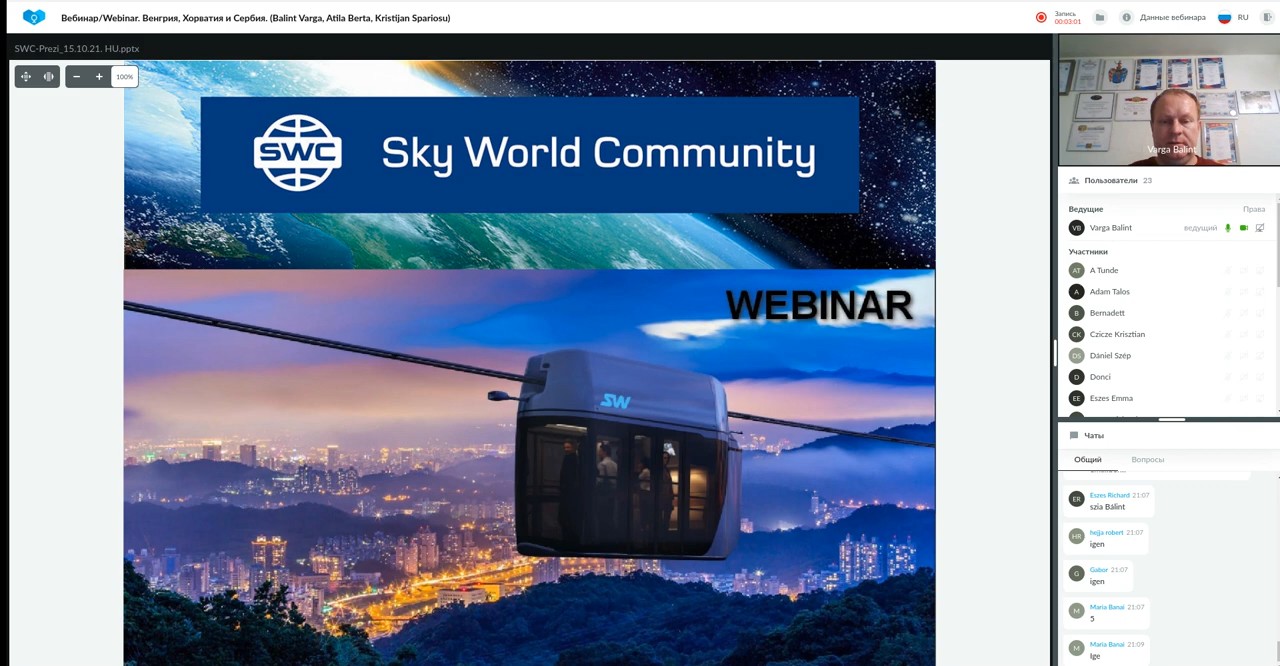 Вебинар/Webinar. Венгрия, Хорватия и Сербия. (Balint Varga, Atila Berta, Kristijan Spariosu)
Запись
00:03:01
Данные вебинара
RU
SWC-Prezi_15.10.21. HU.pptx
100%
SWC
Sky World Community
WEBINAR
SW
Varga Balint
Пользователи 23
Ведущие Права
VB Varga Balint ведущий
Участники
AT A Tunde
A Adam Talos
B Bernadett
CK Czicze Krisztian
DS Dániel Szép
D Donci
EE Eszes Emma
Чаты
Общий Вопросы
ER Eszes Richard 21:07
szia Bálint
HR hejja robert 21:07
igen
G Gabor 21:07
igen
M Maria Banai 21:07
5
M Maria Banai 21:09
Ige